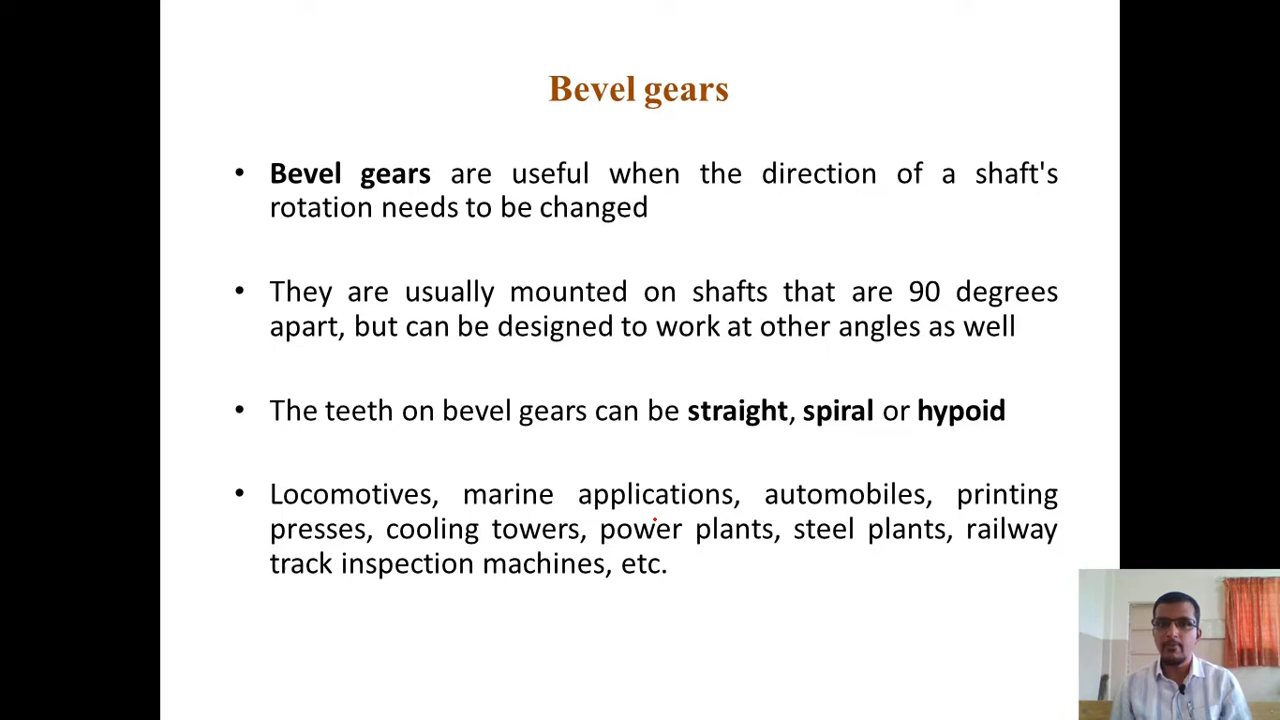 Bevel gears
• Bevel gears are useful when the direction of a shaft's
rotation needs to be changed
• They are usually mounted on shafts that are 90 degrees
apart, but can be designed to work at other angles as well
• The teeth on bevel gears can be straight, spiral or hypoid
• Locomotives, marine applications, automobiles, printing
presses, cooling towers, power plants, steel plants, railway
track inspection machines, etc.